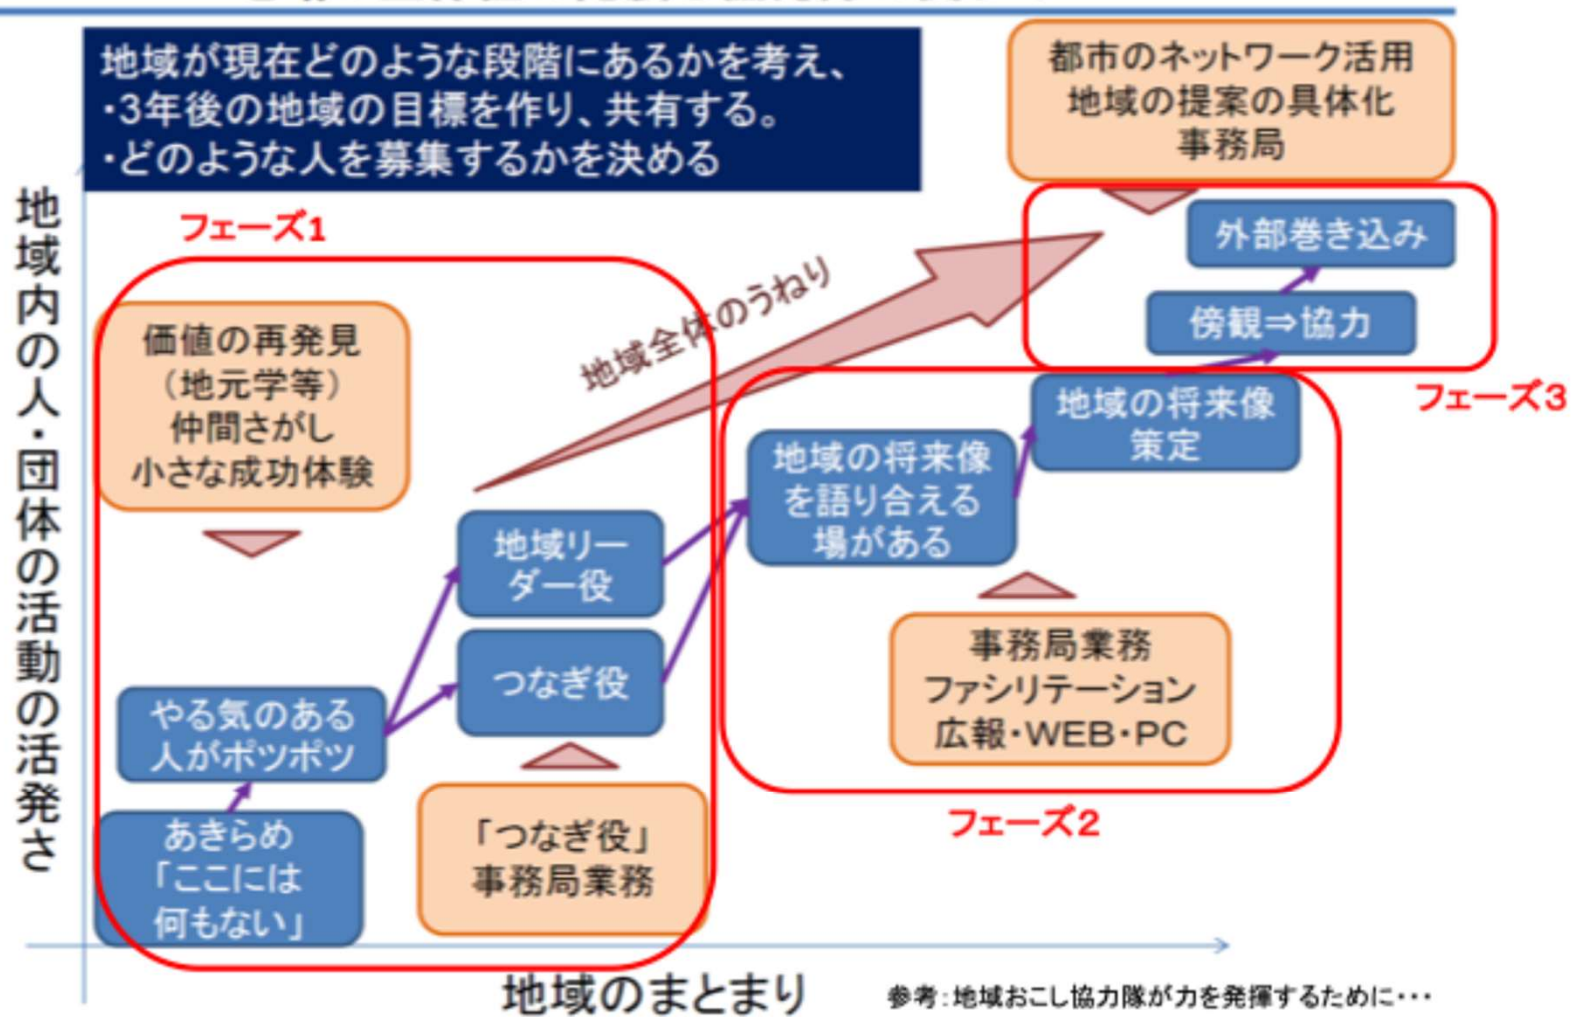 地域が現在どのような段階にあるかを考え、
・3年後の地域の目標を作り、共有する。
・どのような人を募集するかを決める
都市のネットワーク活用
地域の提案の具体化
事務局
フェーズ1
外部巻き込み
傍観⇒協力
フェーズ3
地域全体のうねり
価値の再発見
（地元学等）
仲間さがし
小さな成功体験
地域の将来像
策定
地域の将来像
を語り合える
場がある
地域リー
ダー役
つなぎ役
やる気のある
人がポツポツ
事務局業務
ファシリテーション
広報・WEB・PC
フェーズ2
あきらめ
「ここには
何もない」
「つなぎ役」
事務局業務
地域内の人・団体の活動の活発さ
地域のまとまり
参考：地域おこし協力隊が力を発揮するために・・・